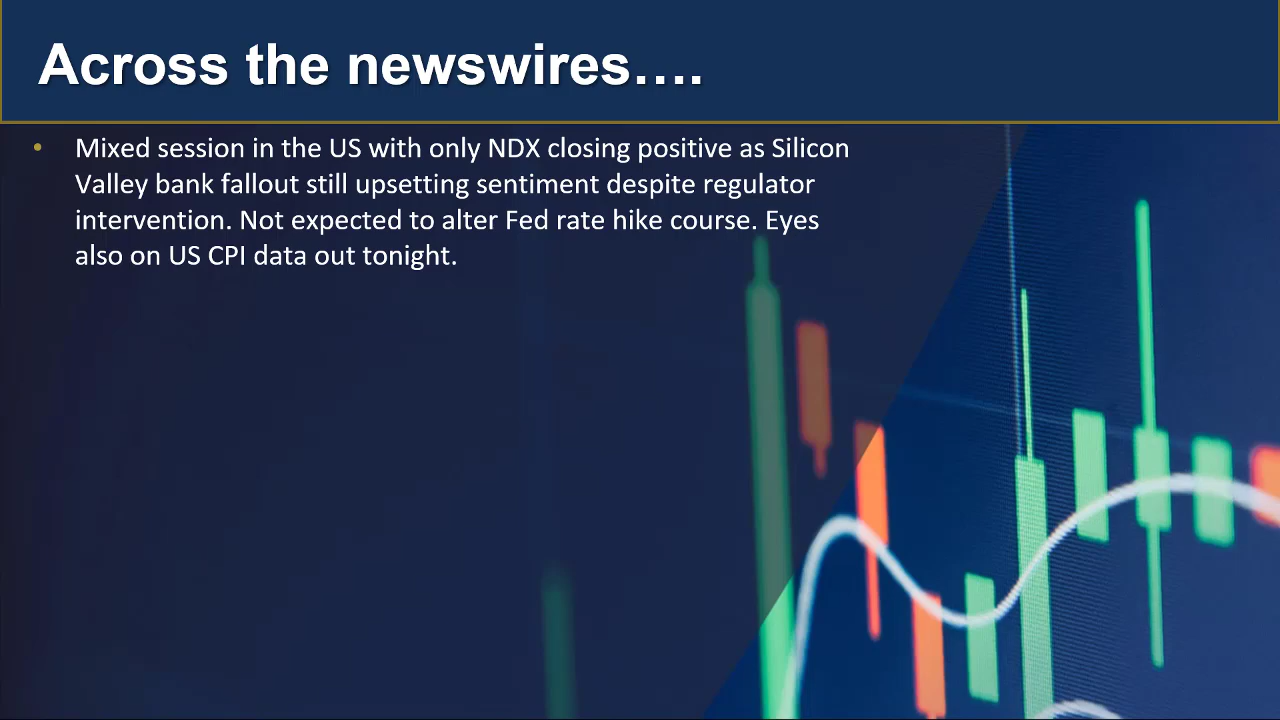 Across the newswires….
• Mixed session in the US with only NDX closing positive as Silicon
Valley bank fallout still upsetting sentiment despite regulator
intervention. Not expected to alter Fed rate hike course. Eyes
also on US CPI data out tonight.